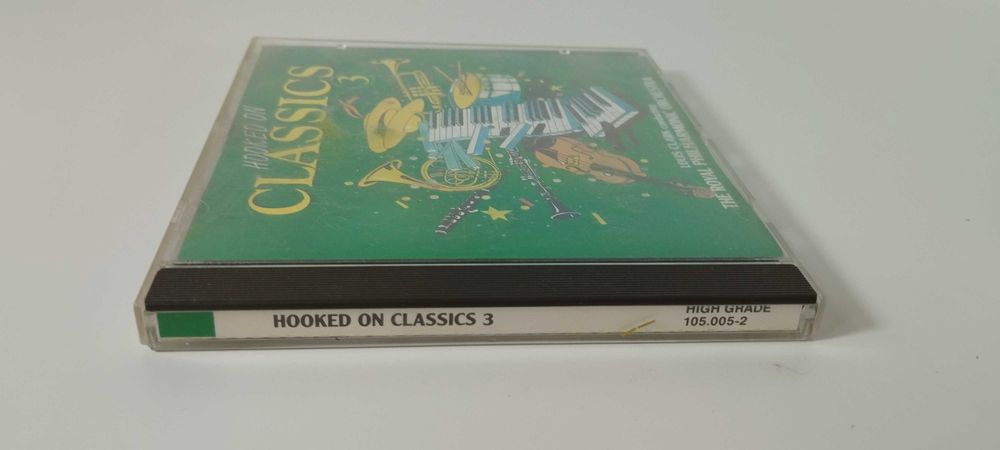 HOOKED ON
CLASSICS
3
LOUIS CLARK conducting
THE ROYAL PHILHARMONIC ORCHESTRA
HOOKED ON CLASSICS 3
HIGH GRADE
105.005-2